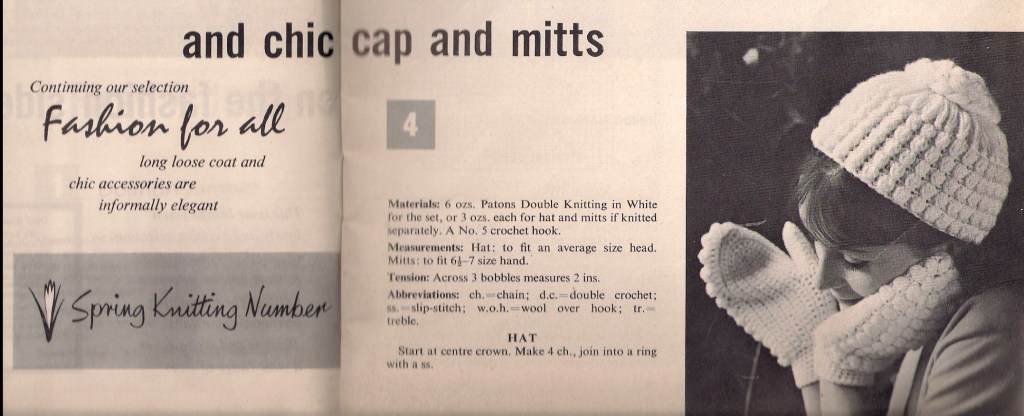 and chic cap and mitts
Continuing our selection
Fashion for all
long loose coat and
chic accessories are
informally elegant
Spring Knitting Number
4
Materials: 6 ozs. Patons Double Knitting in White
for the set, or 3 ozs. each for hat and mitts if knitted
separately. A No. 5 crochet hook.
Measurements: Hat: to fit an average size head.
Mitts: to fit 6½–7 size hand.
Tension: Across 3 bobbles measures 2 ins.
Abbreviations: ch.=chain; d.c.=double crochet;
ss.=slip-stitch; w.o.h.=wool over hook; tr.=
treble.
HAT
Start at centre crown. Make 4 ch., join into a ring
with a ss.